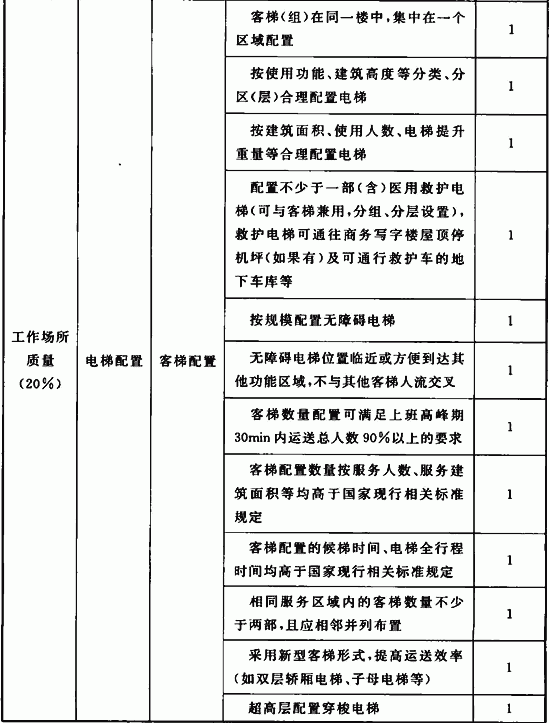 客梯(组)在同一楼中,集中在一个
区域配置
1
按使用功能、建筑高度等分类、分
区(层)合理配置电梯
1
按建筑面积、使用人数、电梯提升
重量等合理配置电梯
1
配置不少于一部(含)医用救护电
梯(可与客梯兼用,分组、分层设置),
救护电梯可通往商务写字楼屋顶停
机坪(如果有)及可通行救护车的地
下车库等
1
工作场所
质量
(20%)
电梯配置
客梯配置
按规模配置无障碍电梯
1
无障碍电梯位置临近或方便到达其
他功能区域,不与其他客梯人流交叉
1
客梯数量配置可满足上班高峰期
30min内运送总人数90%以上的要求
1
客梯配置数量按服务人数、服务建
筑面积等均高于国家现行相关标准
规定
1
客梯配置的候梯时间、电梯全行程
时间均高于国家现行相关标准规定
1
相同服务区域内的客梯数量不少
于两部,且应相邻并列布置
1
采用新型客梯形式,提高运送效率
(如双层轿厢电梯、子母电梯等)
1
超高层配置穿梭电梯
1